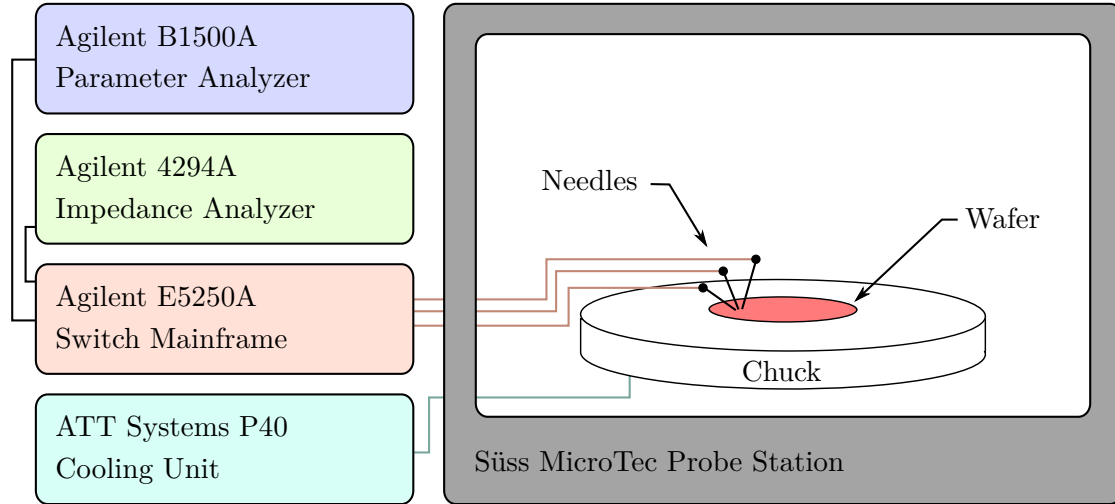 Agilent B1500A
Parameter Analyzer
Agilent 4294A
Impedance Analyzer
Agilent E5250A
Switch Mainframe
ATT Systems P40
Cooling Unit
Needles
Wafer
Chuck
Süss MicroTec Probe Station